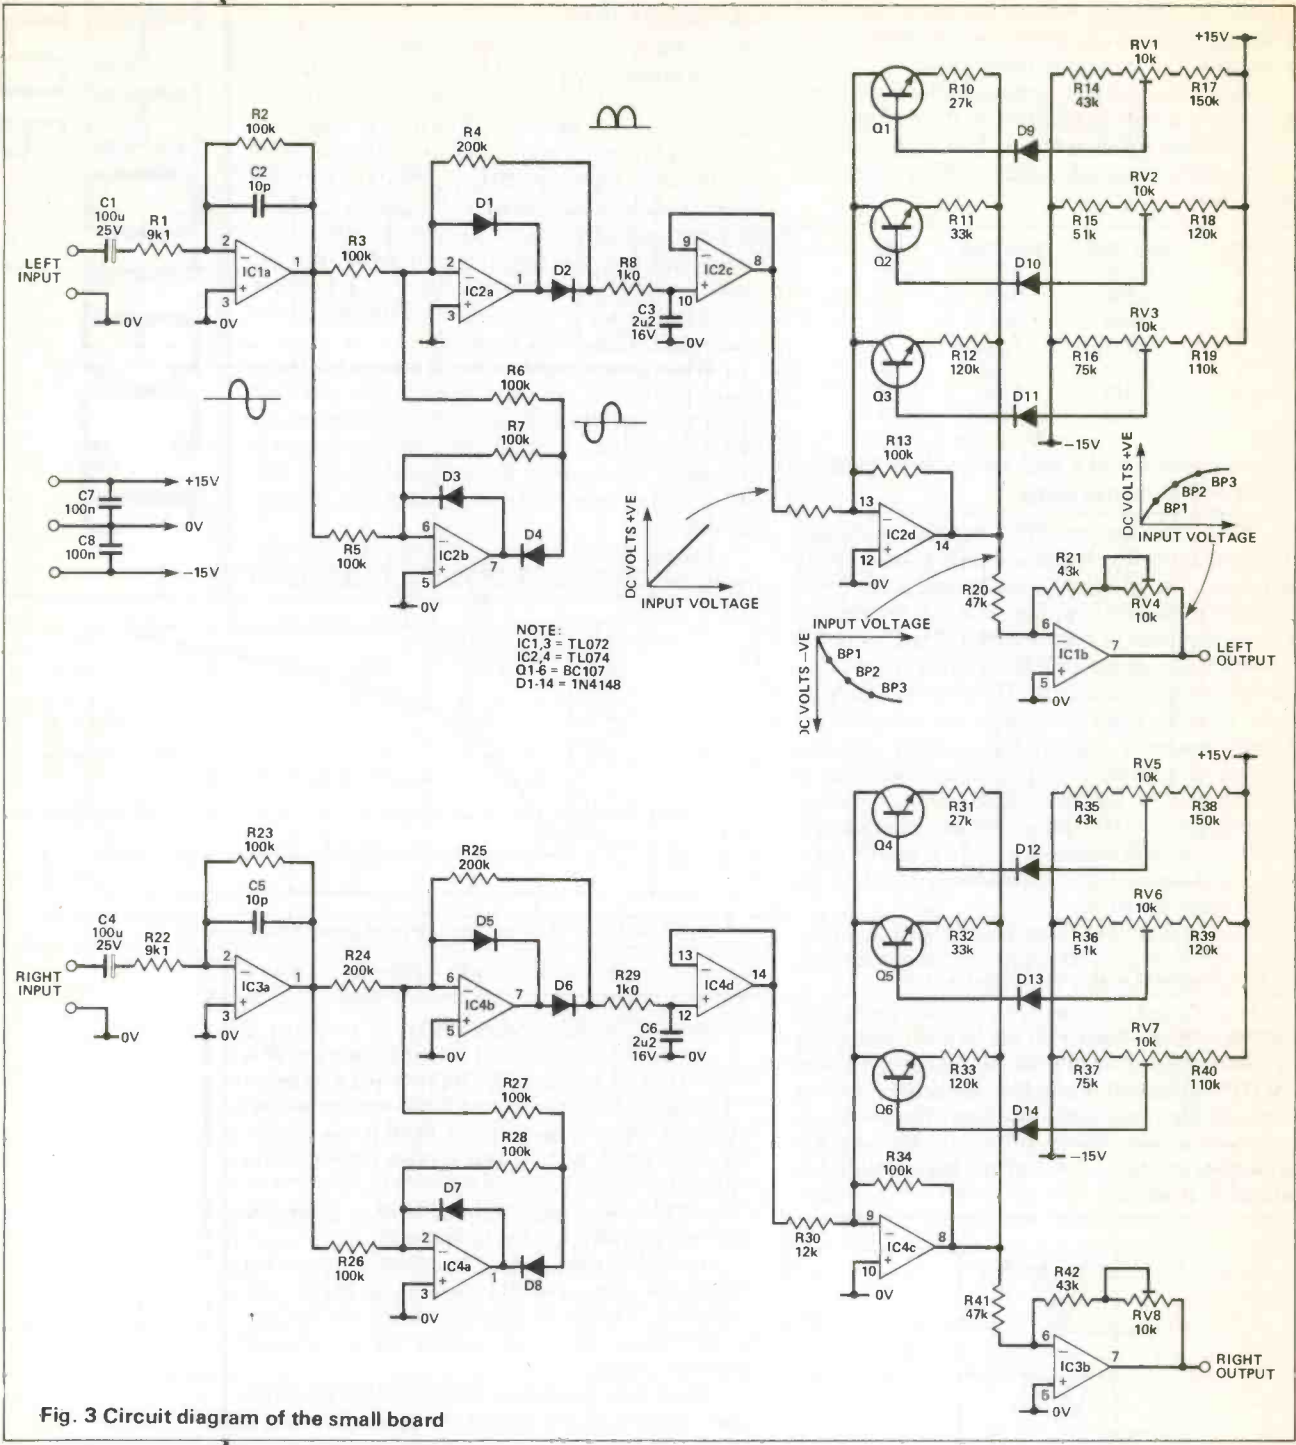 +15V
RV1
10k
R10
27k
R14
43k
R17
150k
Q1
D9
R2
100k
C2
10p
R4
200k
D1
C1
100u
25V
R1
9k1
LEFT
INPUT
0V
2
3
1
IC1a
−
+
0V
R3
100k
2
3
1
IC2a
−
+
D2
R8
1k0
C3
2u2
16V
0V
9
10
8
IC2c
−
+
RV2
10k
R11
33k
R15
51k
R18
120k
Q2
D10
RV3
10k
R12
120k
R16
75k
R19
110k
Q3
D11
−15V
R6
100k
R7
100k
D3
R5
100k
6
5
7
IC2b
−
+
0V
D4
+15V
C7
100n
0V
C8
100n
−15V
DC VOLTS +VE
INPUT VOLTAGE
R13
100k
13
12
14
IC2d
−
+
0V
DC VOLTS +VE
BP1
BP2
BP3
INPUT VOLTAGE
R20
47k
R21
43k
RV4
10k
6
5
7
IC1b
−
+
0V
LEFT
OUTPUT
INPUT VOLTAGE
DC VOLTS −VE
BP1
BP2
BP3
NOTE:
IC1,3 = TL072
IC2,4 = TL074
Q1-6 = BC107
D1-14 = 1N4148
+15V
RV5
10k
R31
27k
R35
43k
R38
150k
Q4
D12
R23
100k
C5
10p
R25
200k
D5
C4
100u
25V
R22
9k1
RIGHT
INPUT
0V
2
3
1
IC3a
−
+
0V
R24
200k
6
5
7
IC4b
−
+
0V
D6
R29
1k0
C6
2u2
16V
0V
13
12
14
IC4d
−
+
RV6
10k
R32
33k
R36
51k
R39
120k
Q5
D13
RV7
10k
R33
120k
R37
75k
R40
110k
Q6
D14
−15V
R27
100k
R28
100k
D7
R26
100k
2
3
1
IC4a
−
+
0V
D8
R34
100k
R30
12k
9
10
8
IC4c
−
+
0V
R41
47k
R42
43k
RV8
10k
6
5
7
IC3b
−
+
0V
RIGHT
OUTPUT
Fig. 3 Circuit diagram of the small board